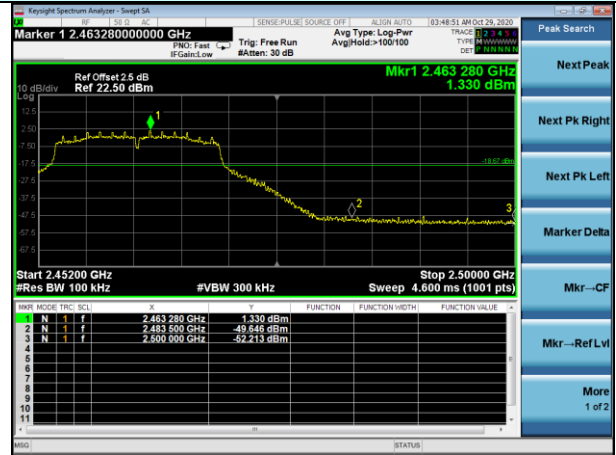 Keysight Spectrum Analyzer - Swept SA
RF 50 Ω AC SENSE:PULSE SOURCE OFF ALIGN AUTO 03:48:51 AM Oct 29, 2020
Marker 1 2.463280000000 GHz
PNO: Fast
IFGain:Low
Trig: Free Run
#Atten: 30 dB
Avg Type: Log-Pwr
Avg|Hold:>100/100
TRACE 1 2 3 4 5 6
TYPE M WWWWW
DET P N N N N N
Peak Search
Next Peak
Next Pk Right
Next Pk Left
Marker Delta
Mkr→CF
Mkr→RefLvl
More
1 of 2
Ref Offset 2.5 dB
10 dB/div Ref 22.50 dBm
Log
Mkr1 2.463 280 GHz
1.330 dBm
12.5
2.50
-7.50
-17.5
-27.5
-37.5
-47.5
-57.5
-67.5
1
-18.67 dBm
2
3
Start 2.45200 GHz Stop 2.50000 GHz
#Res BW 100 kHz #VBW 300 kHz Sweep 4.600 ms (1001 pts)
MKR MODE TRC SCL X Y FUNCTION FUNCTION WIDTH FUNCTION VALUE
1 N 1 f 2.463 280 GHz 1.330 dBm
2 N 1 f 2.483 500 GHz -49.646 dBm
3 N 1 f 2.500 000 GHz -52.213 dBm
4
5
6
7
8
9
10
11
MSG STATUS